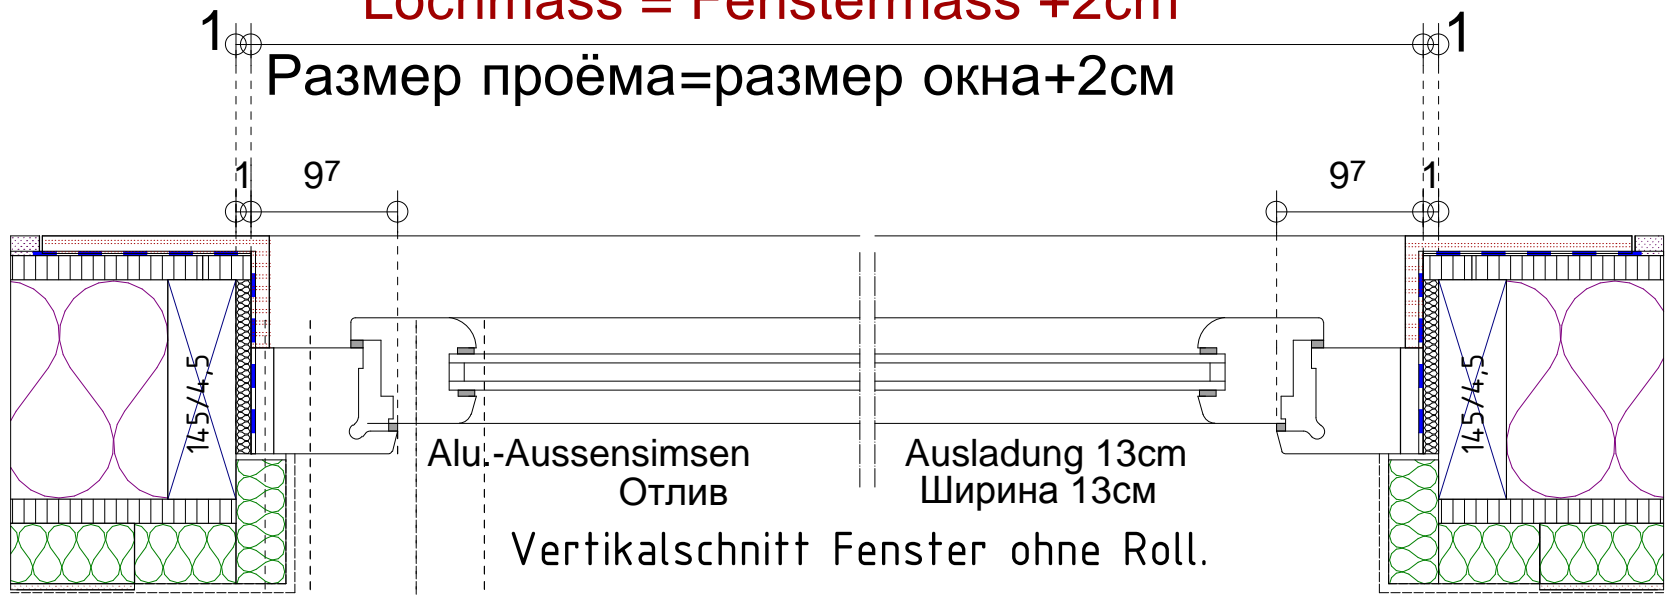 Lochmass = Fenstermass +2cm
1 1
Размер проёма=размер окна+2см
1 9⁷ 9⁷ 1
145/4,5 145/4,5
Alu.-Aussensimsen Ausladung 13cm
Отлив Ширина 13см
Vertikalschnitt Fenster ohne Roll.